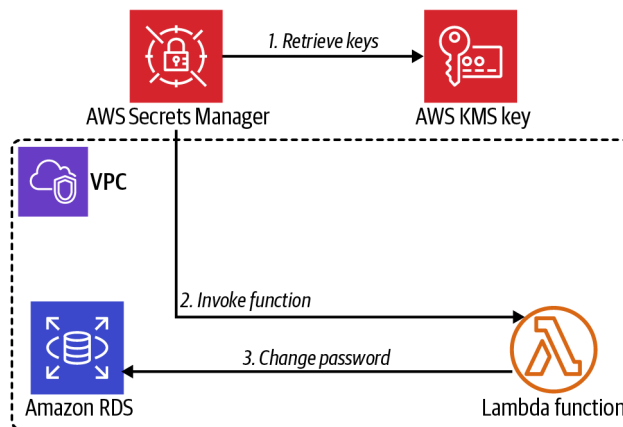 1. Retrieve keys
AWS Secrets Manager
AWS KMS key
VPC
2. Invoke function
3. Change password
Amazon RDS
Lambda function